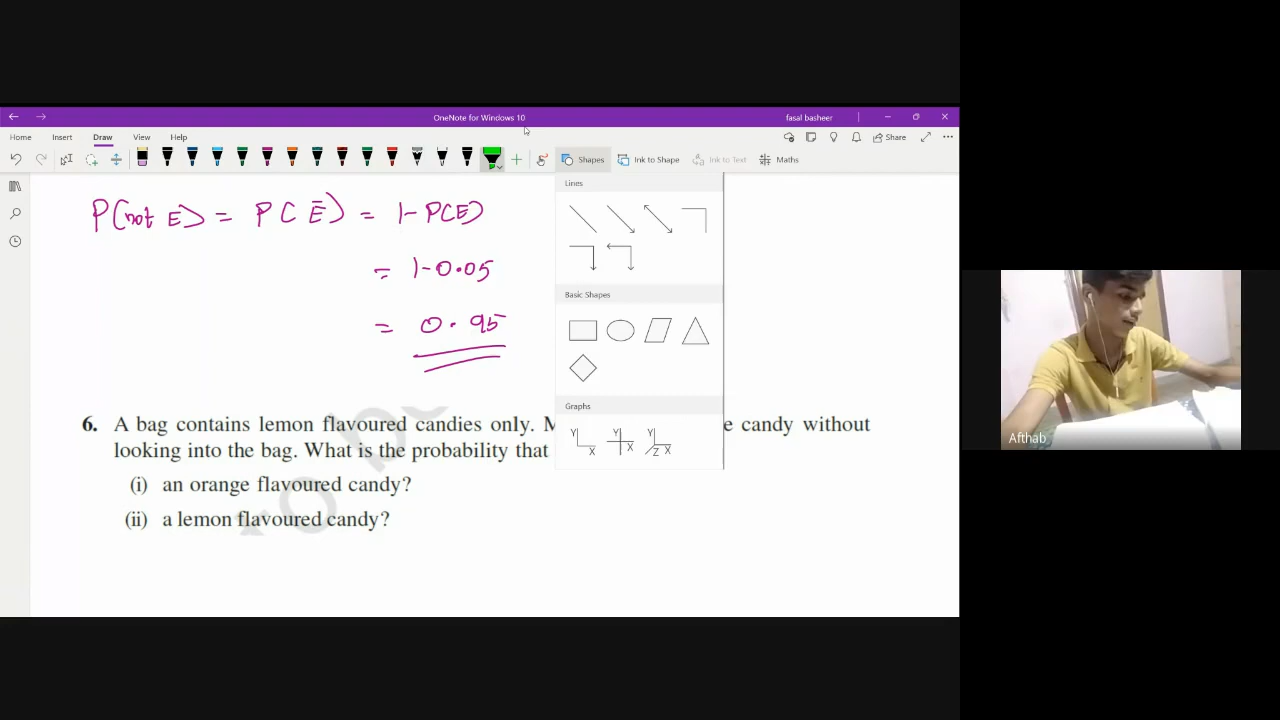 OneNote for Windows 10
fasal basheer
Home Insert Draw View Help
Share
Shapes Ink to Shape Ink to Text Maths
Lines
P(not E) = P(Ē) = 1-P(E)
= 1-0.05
= 0.95
Basic Shapes
Graphs
Y X Y X Y Z X
6. A bag contains lemon flavoured candies only. M e candy without
looking into the bag. What is the probability that
(i) an orange flavoured candy?
(ii) a lemon flavoured candy?
Afthab